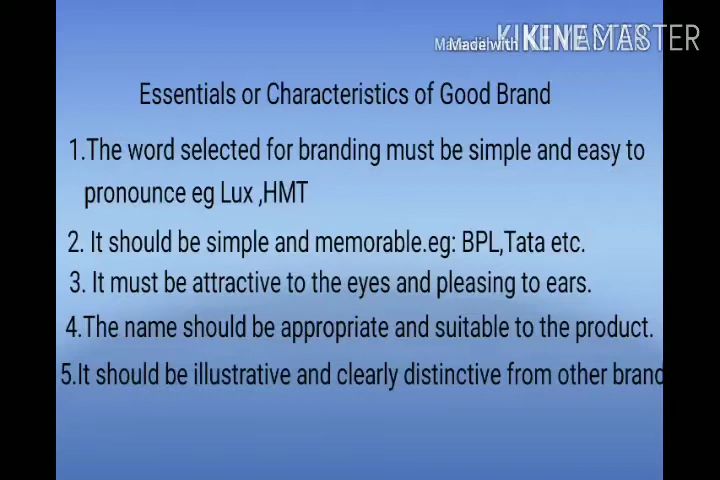 Made with KINEMASTER
Essentials or Characteristics of Good Brand
1.The word selected for branding must be simple and easy to
pronounce eg Lux ,HMT
2. It should be simple and memorable.eg: BPL,Tata etc.
3. It must be attractive to the eyes and pleasing to ears.
4.The name should be appropriate and suitable to the product.
5.It should be illustrative and clearly distinctive from other brand